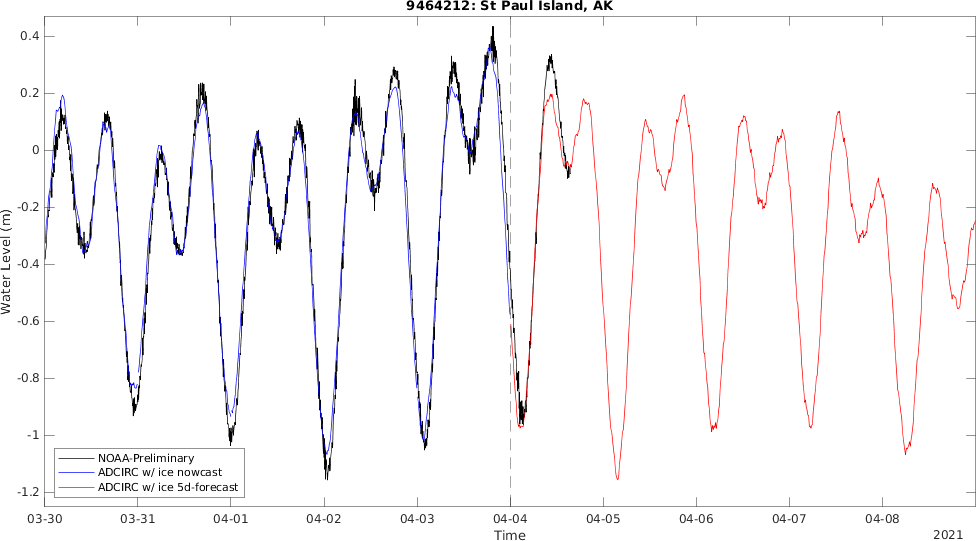 9464212: St Paul Island, AK
0.4
0.2
0
-0.2
-0.4
-0.6
-0.8
-1
-1.2
Water Level (m)
NOAA-Preliminary
ADCIRC w/ ice nowcast
ADCIRC w/ ice 5d-forecast
03-30 03-31 04-01 04-02 04-03 04-04 04-05 04-06 04-07 04-08
Time
2021